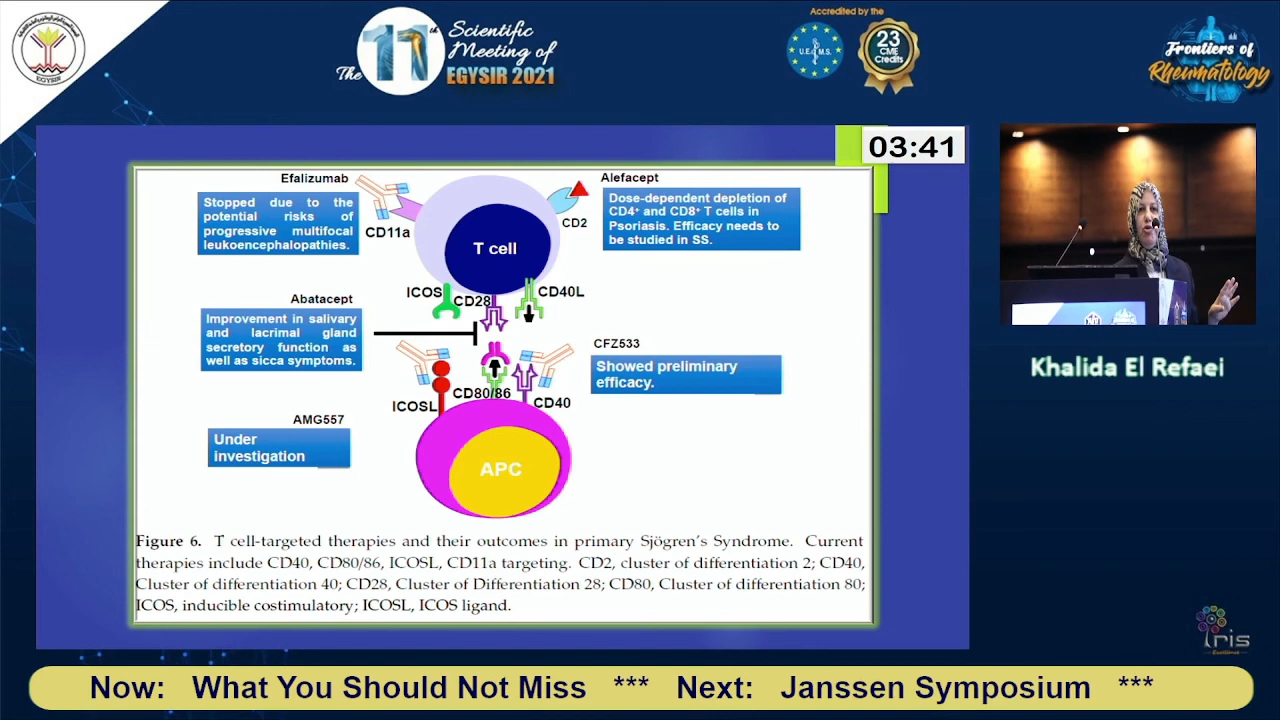 EGYSIR
The 11th
Scientific
Meeting of
EGYSIR 2021
Accredited by the
U.E.M.S.
23
CME
Credits
Frontiers of
Rheumatology
03:41
Efalizumab
Stopped due to the
potential risks of
progressive multifocal
leukoencephalopathies.
CD11a
T cell
CD2
Alefacept
Dose-dependent depletion of
CD4+ and CD8+ T cells in
Psoriasis. Efficacy needs to
be studied in SS.
ICOS
CD28
CD40L
Abatacept
Improvement in salivary
and lacrimal gland
secretory function as
well as sicca symptoms.
CFZ533
Showed preliminary
efficacy.
ICOSL
CD80/86
CD40
AMG557
Under
investigation
APC
Figure 6. T cell-targeted therapies and their outcomes in primary Sjögren's Syndrome. Current
therapies include CD40, CD80/86, ICOSL, CD11a targeting. CD2, cluster of differentiation 2; CD40,
Cluster of differentiation 40; CD28, Cluster of Differentiation 28; CD80, Cluster of differentiation 80;
ICOS, inducible costimulatory; ICOSL, ICOS ligand.
Khalida El Refaei
Iris
Now: What You Should Not Miss *** Next: Janssen Symposium ***